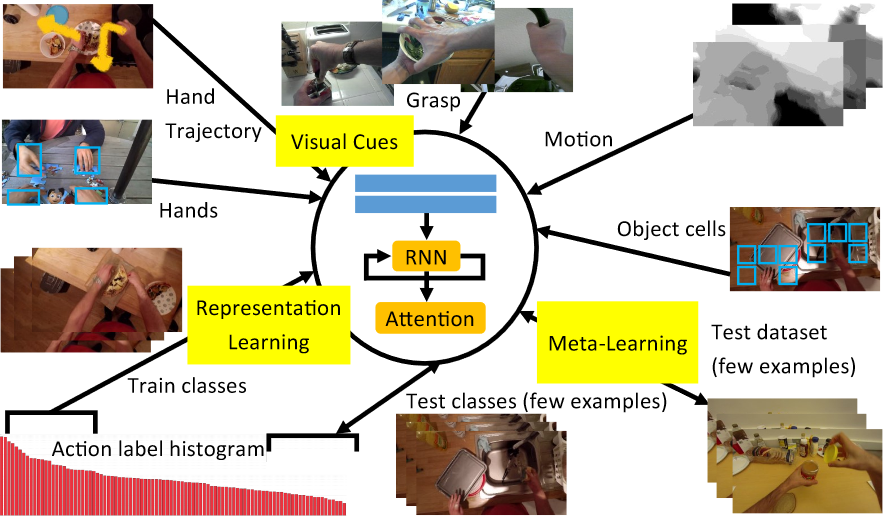 Hand
Trajectory
Grasp
Visual Cues
Motion
Hands
Object cells
RNN
Representation
Learning
Attention
Meta-Learning
Test dataset
(few examples)
Train classes
Test classes (few examples)
Action label histogram